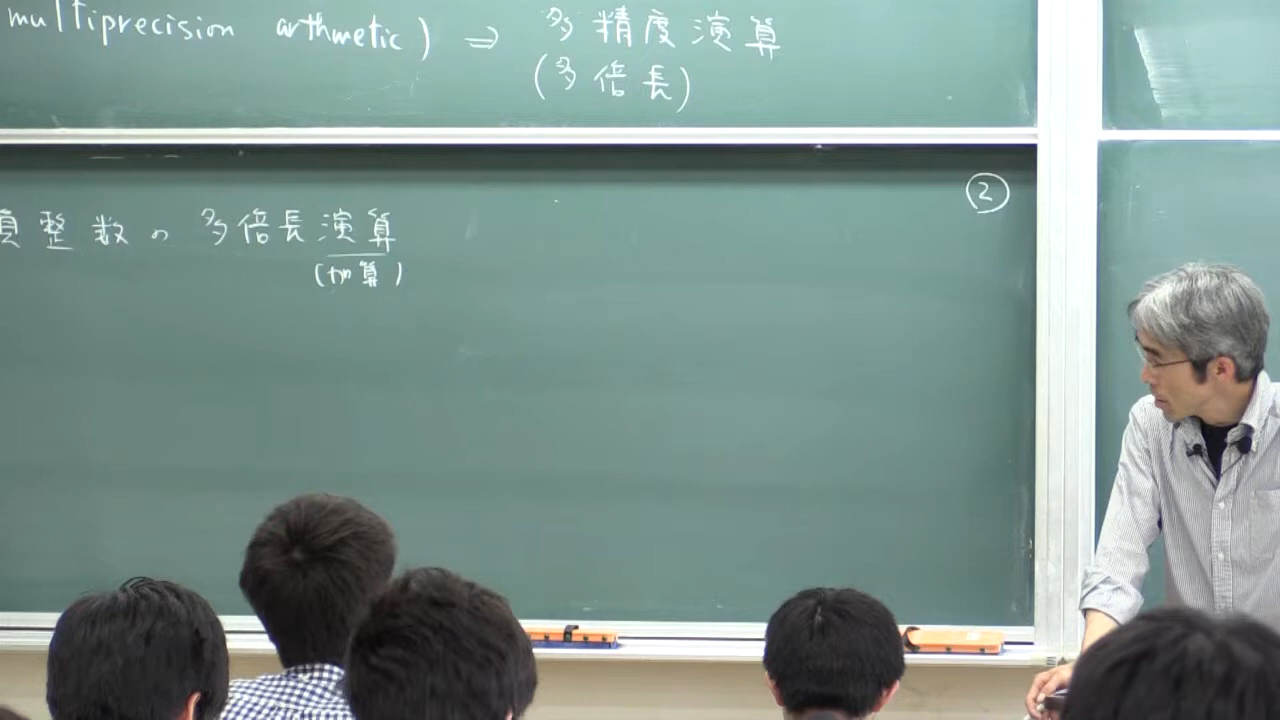 multiprecision arthmetic) ⇒ 多精度演算
(多倍長)
②
負整数の多倍長演算
(加算)